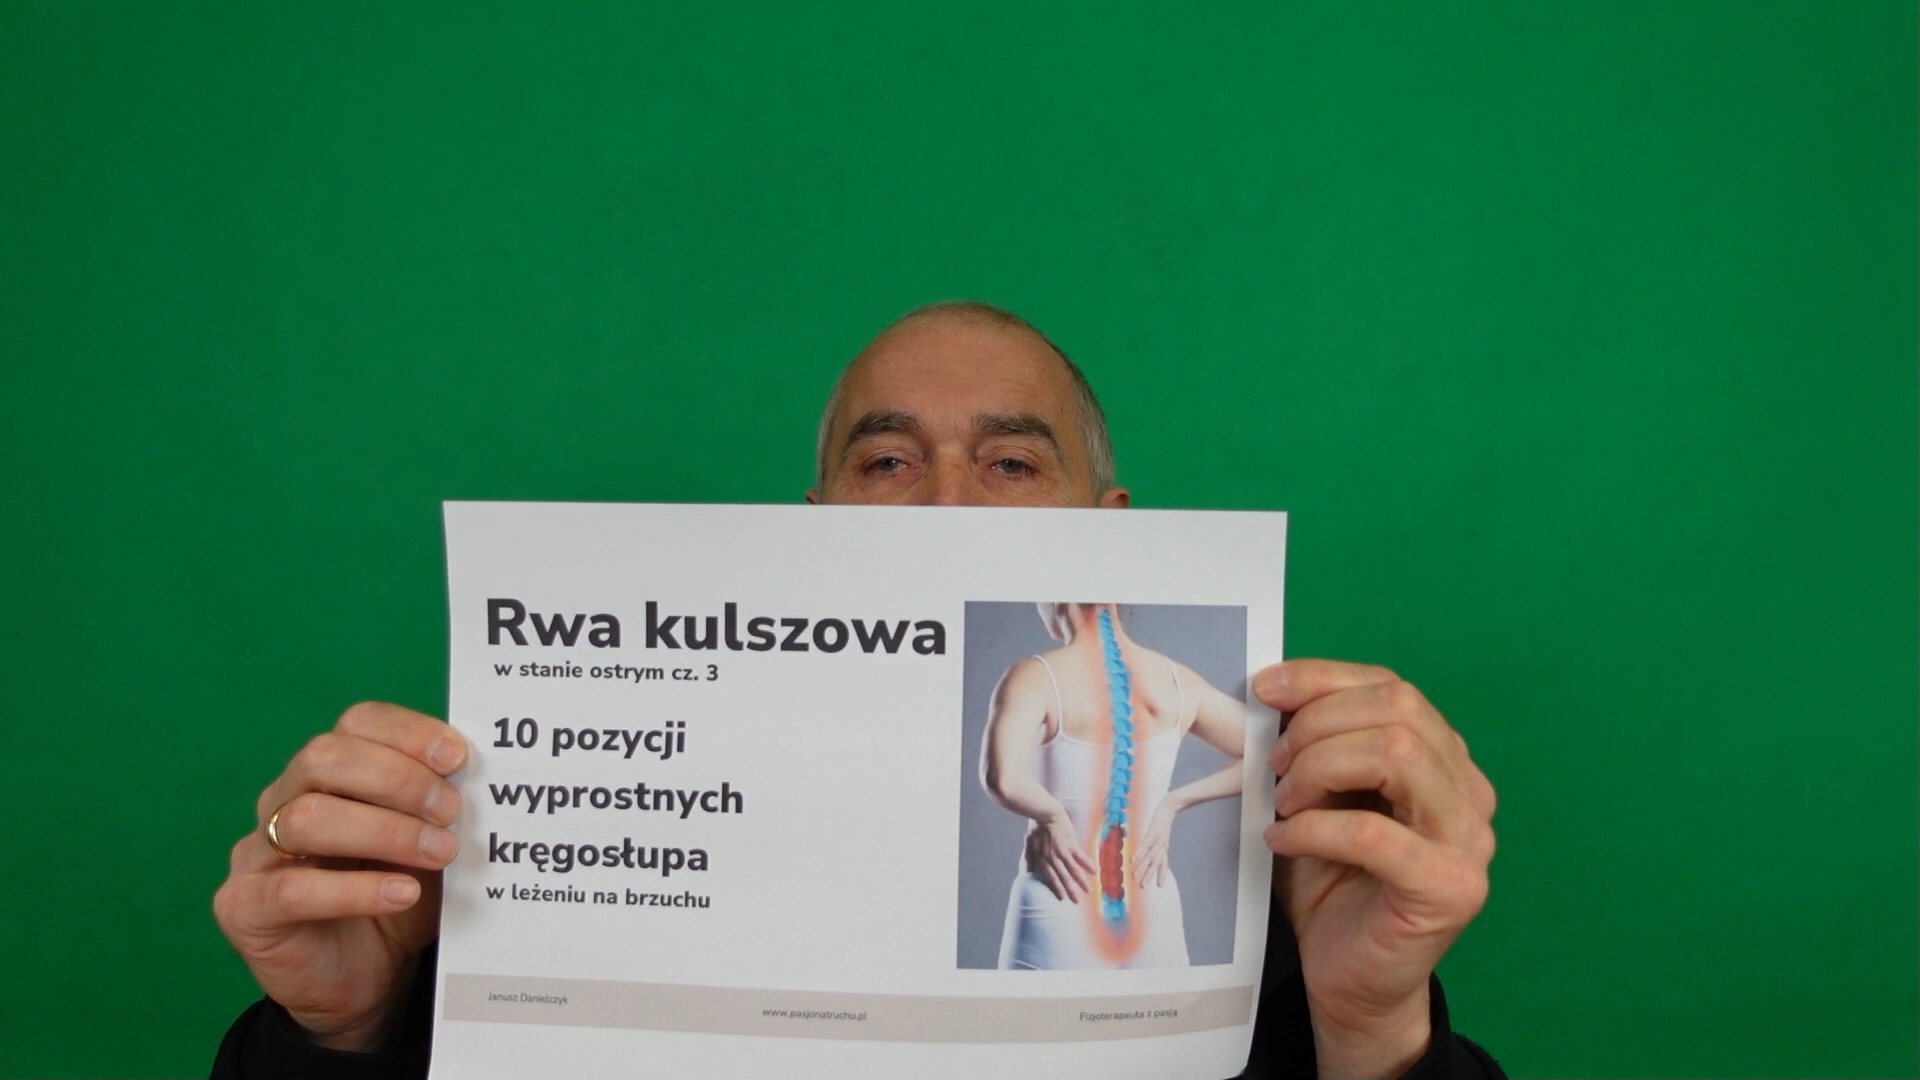 Rwa kulszowa
w stanie ostrym cz. 3
10 pozycji
wyprostnych
kręgosłupa
w leżeniu na brzuchu
Janusz Danielczyk
www.pasjonatruchu.pl
Fizjoterapeuta z pasją